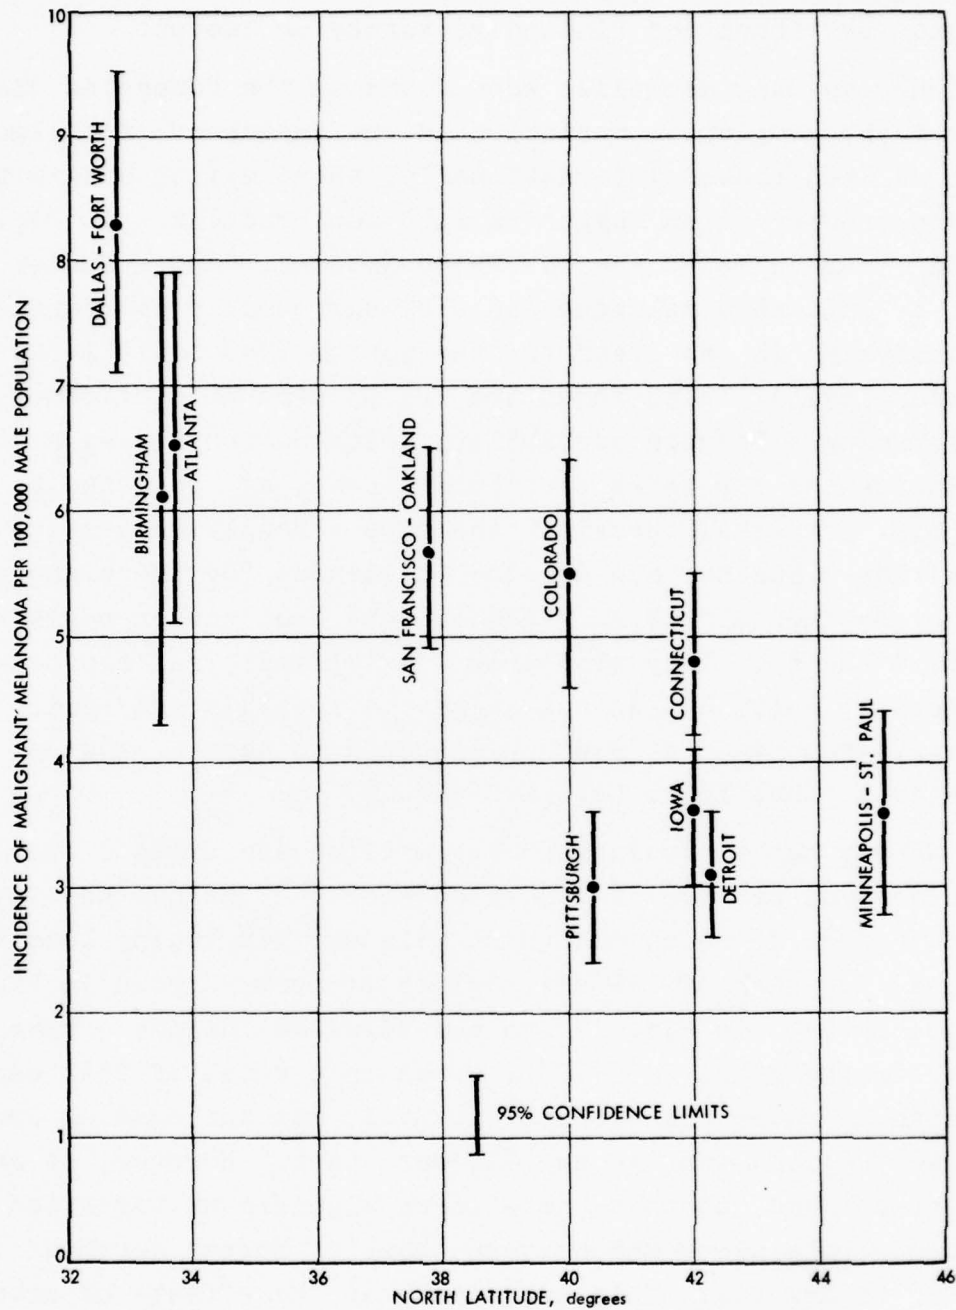 10
9
8
7
6
5
4
3
2
1
0
INCIDENCE OF MALIGNANT MELANOMA PER 100,000 MALE POPULATION
DALLAS - FORT WORTH
BIRMINGHAM
ATLANTA
SAN FRANCISCO - OAKLAND
COLORADO
CONNECTICUT
IOWA
PITTSBURGH
DETROIT
MINNEAPOLIS - ST. PAUL
95% CONFIDENCE LIMITS
32 34 36 38 40 42 44 46
NORTH LATITUDE, degrees